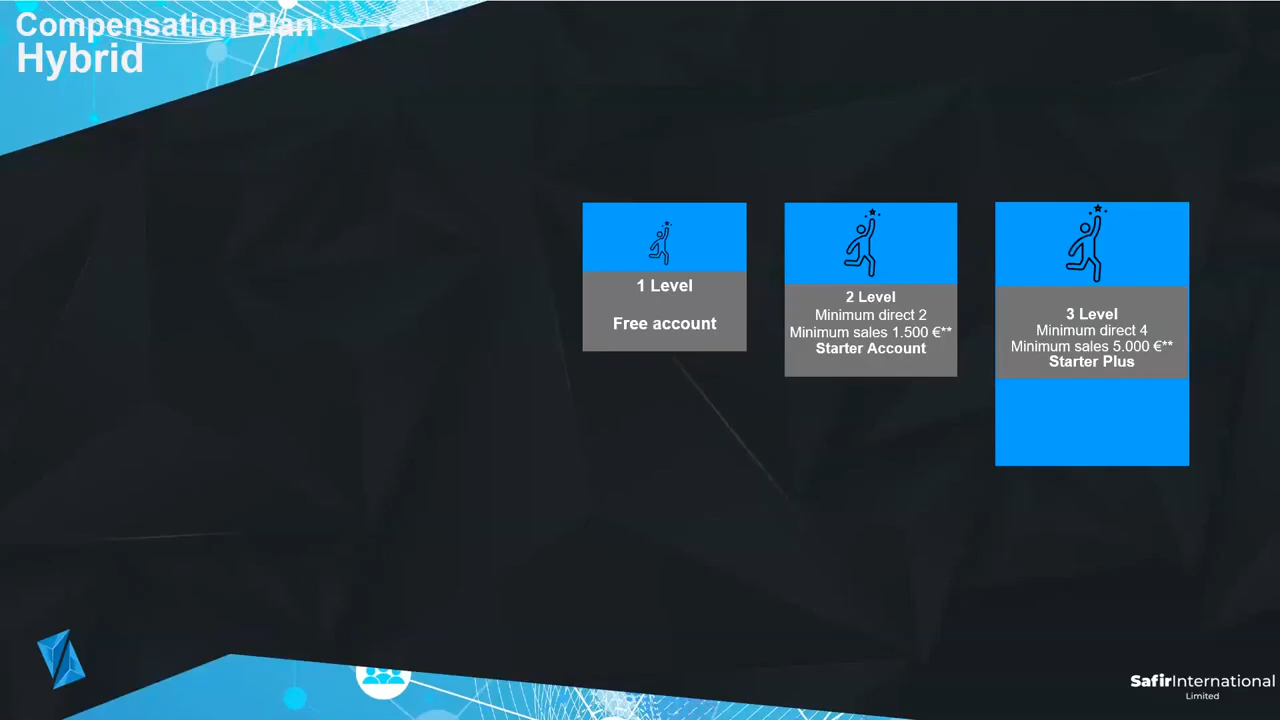 Compensation Plan
Hybrid
1 Level
Free account
2 Level
Minimum direct 2
Minimum sales 1.500 €**
Starter Account
3 Level
Minimum direct 4
Minimum sales 5.000 €**
Starter Plus
SafirInternational
Limited